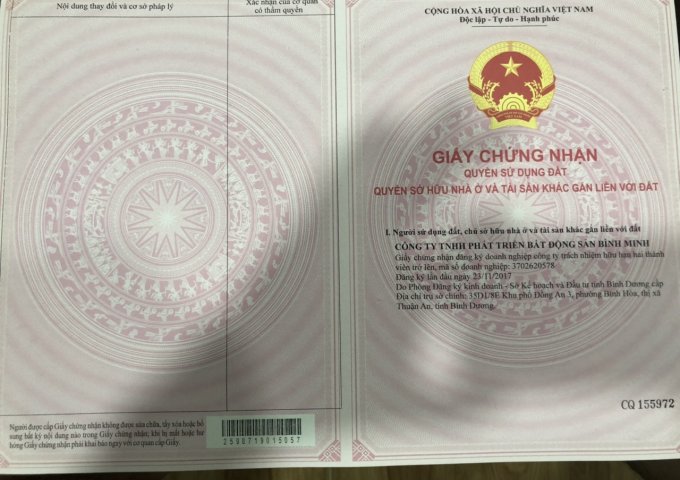 Nội dung thay đổi và cơ sở pháp lý
Xác nhận của cơ quan
có thẩm quyền
Người được cấp Giấy chứng nhận không được sửa chữa, tẩy xóa hoặc bổ
sung bất kỳ nội dung nào trong Giấy chứng nhận; khi bị mất hoặc hư
hỏng Giấy chứng nhận phải khai báo ngay với cơ quan cấp Giấy.
2590719015057
CỘNG HÒA XÃ HỘI CHỦ NGHĨA VIỆT NAM
Độc lập - Tự do - Hạnh phúc
VIỆT NAM
GIẤY CHỨNG NHẬN
QUYỀN SỬ DỤNG ĐẤT
QUYỀN SỞ HỮU NHÀ Ở VÀ TÀI SẢN KHÁC GẮN LIỀN VỚI ĐẤT
I. Người sử dụng đất, chủ sở hữu nhà ở và tài sản khác gắn liền với đất
CÔNG TY TNHH PHÁT TRIỂN BẤT ĐỘNG SẢN BÌNH MINH
Giấy chứng nhận đăng ký doanh nghiệp công ty trách nhiệm hữu hạn hai thành
viên trở lên, mã số doanh nghiệp: 3702620578
Đăng ký lần đầu ngày 23/11/2017
Do Phòng Đăng ký kinh doanh - Sở Kế hoạch và Đầu tư tỉnh Bình Dương cấp
Địa chỉ trụ sở chính: 35D1/8E Khu phố Đồng An 3, phường Bình Hòa, thị xã
Thuận An, tỉnh Bình Dương.
CQ 155972